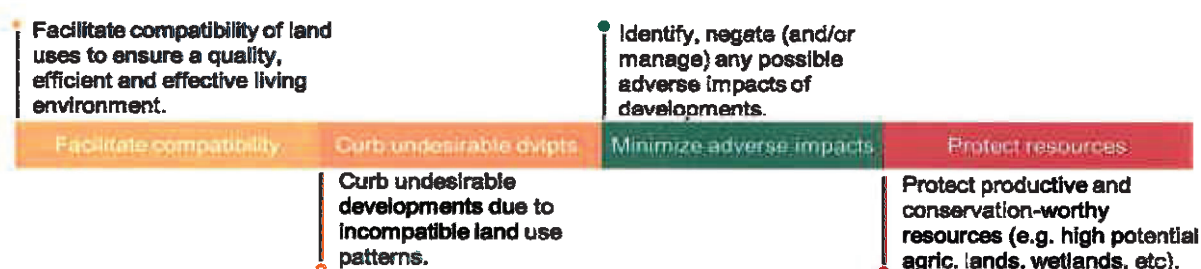 Facilitate compatibility of land
uses to ensure a quality,
efficient and effective living
environment.
Identify, negate (and/or
manage) any possible
adverse impacts of
developments.
Facilitate compatibility
Curb undesirable dvlpts
Minimize adverse impacts
Protect resources
Curb undesirable
developments due to
incompatible land use
patterns.
Protect productive and
conservation-worthy
resources (e.g. high potential
agric. lands, wetlands, etc).